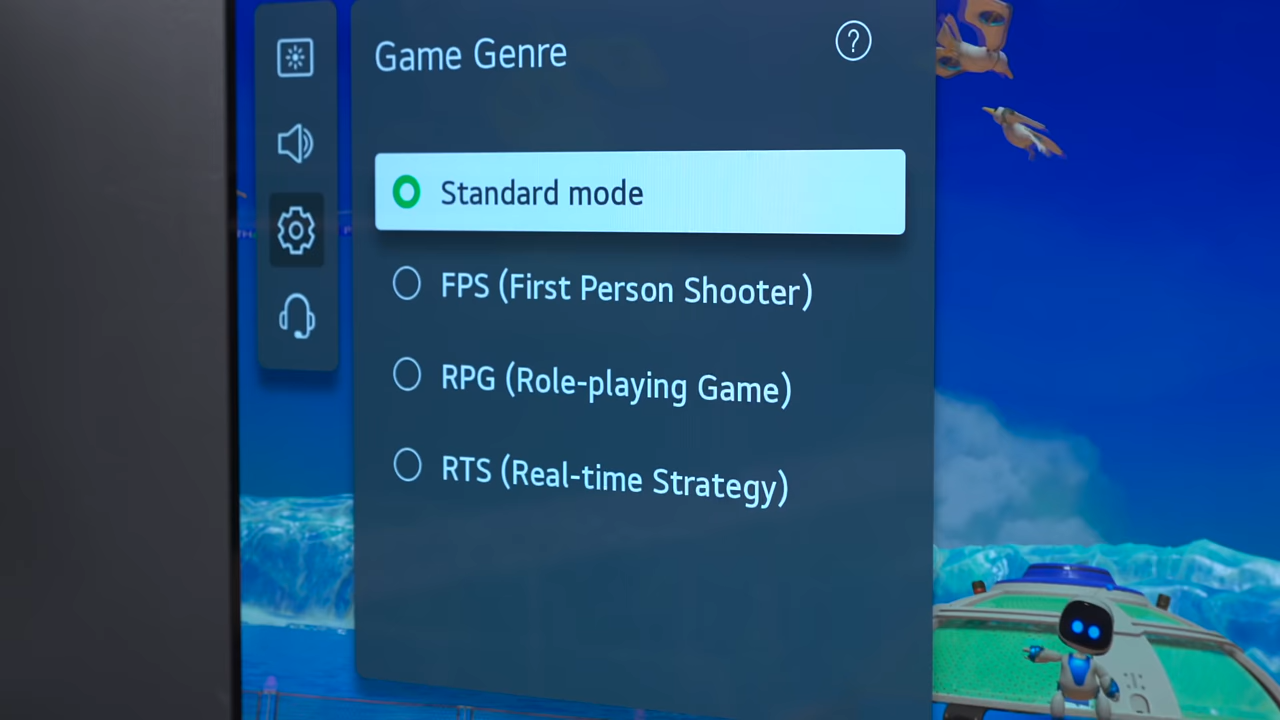 Game Genre
?
Standard mode
FPS (First Person Shooter)
RPG (Role-playing Game)
RTS (Real-time Strategy)